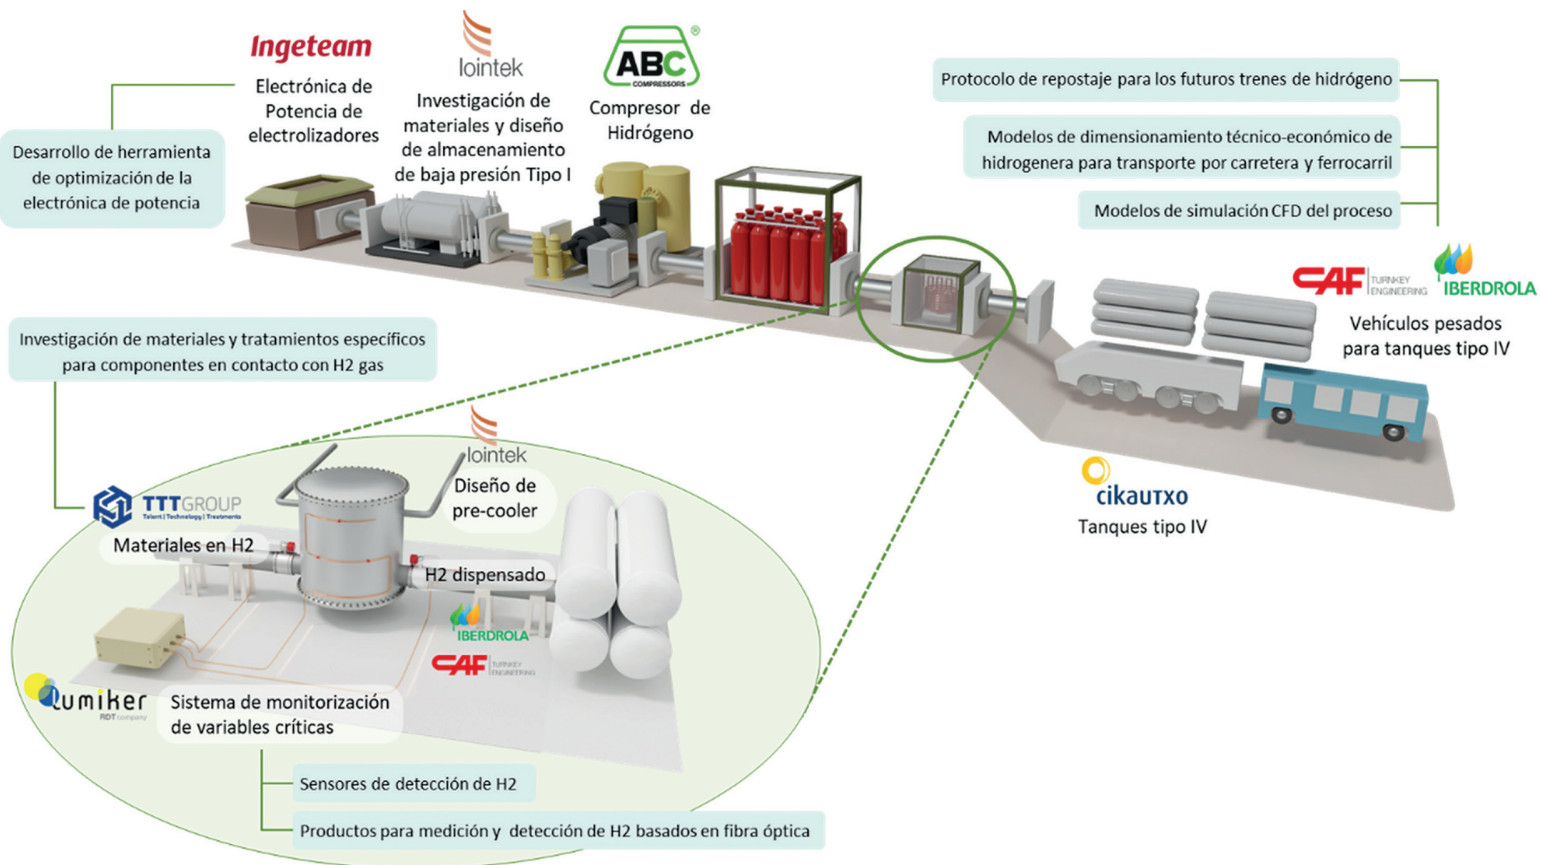 Ingeteam
Electrónica de
Potencia de
electrolizadores
lointek
Investigación de
materiales y diseño
de almacenamiento
de baja presión Tipo I
ABC
®
COMPRESSORS
Compresor de
Hidrógeno
Desarrollo de herramienta
de optimización de la
electrónica de potencia
Protocolo de repostaje para los futuros trenes de hidrógeno
Modelos de dimensionamiento técnico-económico de
hidrogenera para transporte por carretera y ferrocarril
Modelos de simulación CFD del proceso
CAF TURNKEY
ENGINEERING
IBERDROLA
Vehículos pesados
para tanques tipo IV
Investigación de materiales y tratamientos específicos
para componentes en contacto con H2 gas
lointek
Diseño de
pre-cooler
TTTGROUP
Talent | Technology | Treatments
Materiales en H2
H2 dispensado
IBERDROLA
CAF TURNKEY
ENGINEERING
cikautxo
Tanques tipo IV
Lumiker
RDT company
Sistema de monitorización
de variables críticas
Sensores de detección de H2
Productos para medición y detección de H2 basados en fibra óptica